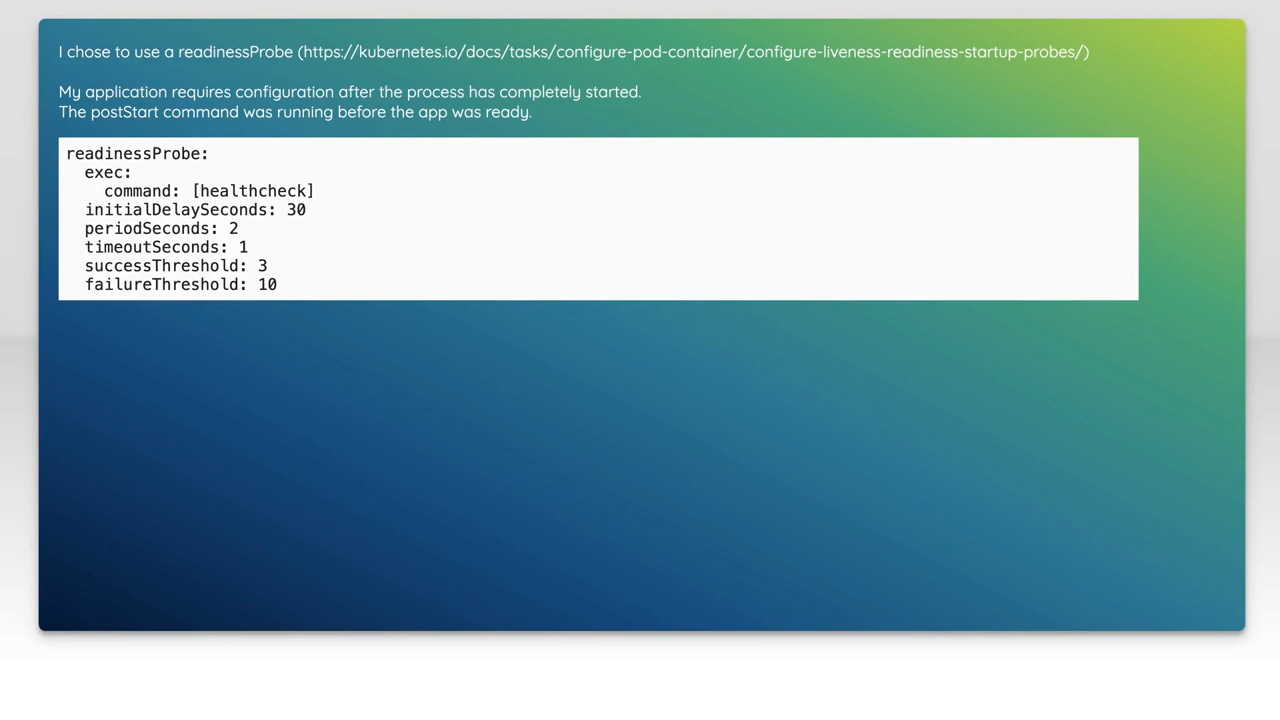 I chose to use a readinessProbe (https://kubernetes.io/docs/tasks/configure-pod-container/configure-liveness-readiness-startup-probes/)
My application requires configuration after the process has completely started.
The postStart command was running before the app was ready.
readinessProbe:
  exec:
    command: [healthcheck]
  initialDelaySeconds: 30
  periodSeconds: 2
  timeoutSeconds: 1
  successThreshold: 3
  failureThreshold: 10